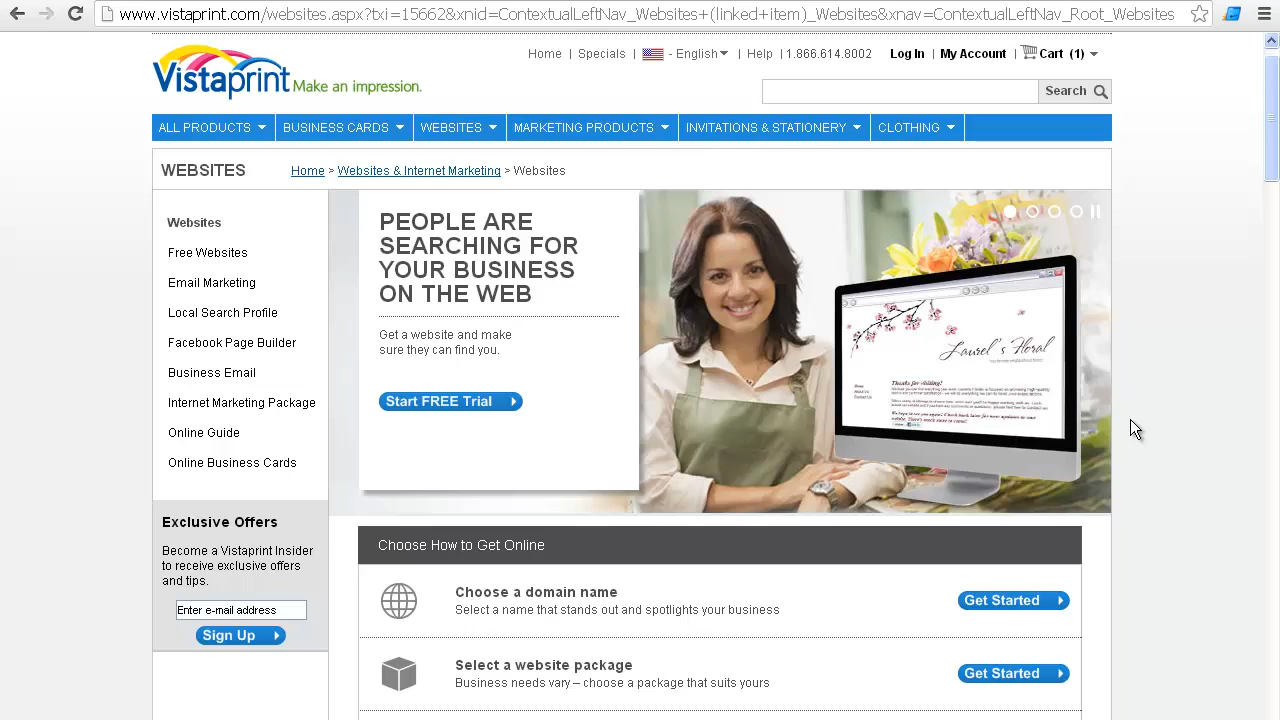 www.vistaprint.com/websites.aspx?txi=15662&xnid=ContextualLeftNav_Websites+(linked+item)_Websites&xnav=ContextualLeftNav_Root_Websites
Vistaprint Make an impression.
Home | Specials | - English | Help | 1.866.614.8002 Log In | My Account | Cart (1)
Search
ALL PRODUCTS BUSINESS CARDS WEBSITES MARKETING PRODUCTS INVITATIONS & STATIONERY CLOTHING
WEBSITES Home > Websites & Internet Marketing > Websites
Websites
Free Websites
Email Marketing
Local Search Profile
Facebook Page Builder
Business Email
Internet Marketing Packages
Online Guide
Online Business Cards
Exclusive Offers
Become a Vistaprint Insider
to receive exclusive offers
and tips.
Enter e-mail address
Sign Up
PEOPLE ARE
SEARCHING FOR
YOUR BUSINESS
ON THE WEB
Get a website and make
sure they can find you.
Start FREE Trial
Laurel's Floral
Thanks for visiting!
Choose How to Get Online
Choose a domain name
Select a name that stands out and spotlights your business
Get Started
Select a website package
Business needs vary – choose a package that suits yours
Get Started